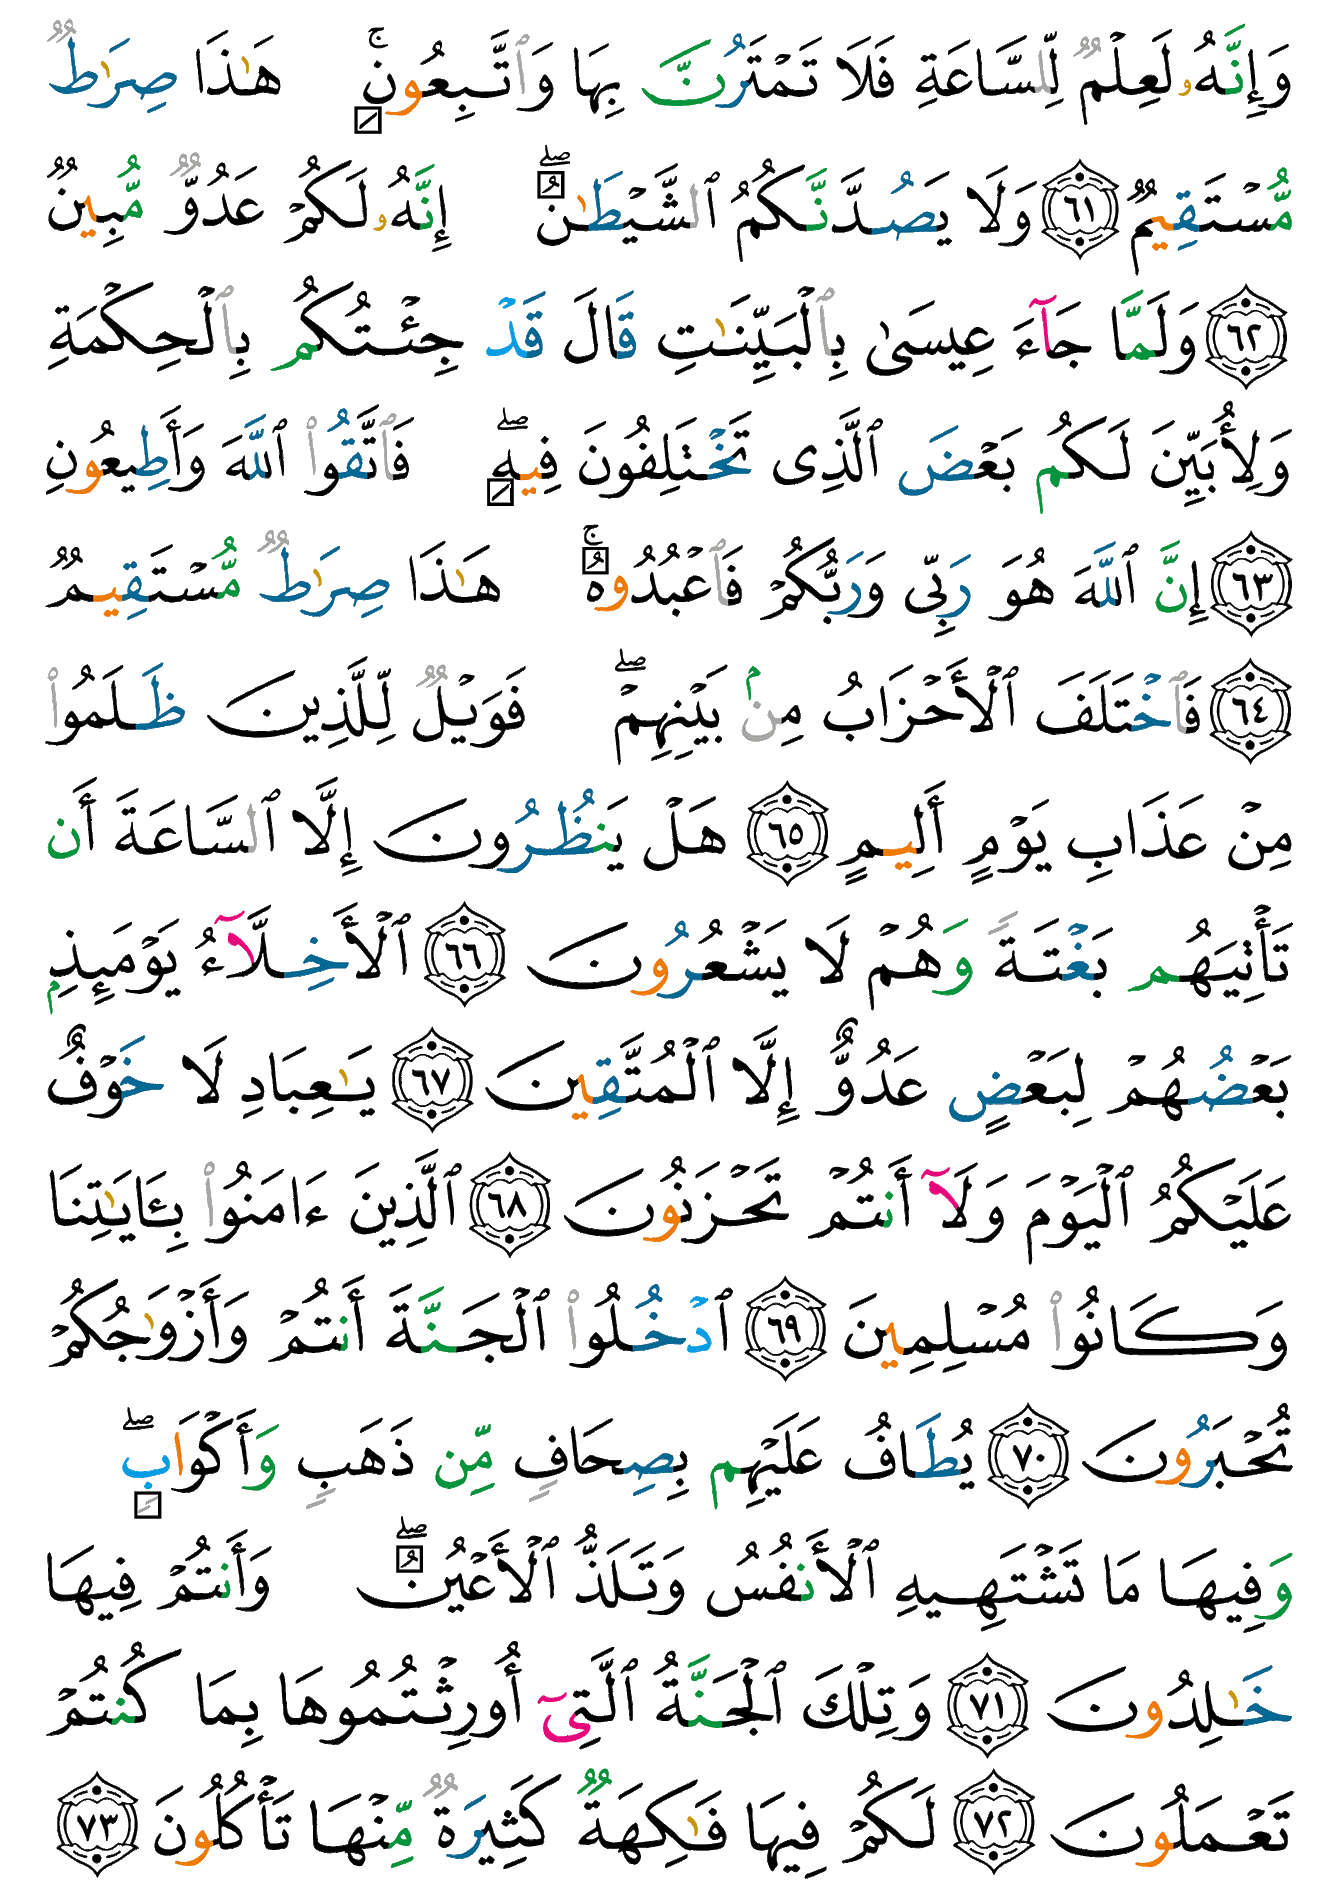 وَإِنَّهُۥ لَعِلْمٌ لِّلسَّاعَةِ فَلَا تَمْتَرُنَّ بِهَا وَٱتَّبِعُونِ ۚ هَٰذَا صِرَٰطٌ
مُّسْتَقِيمٌ ٦١ وَلَا يَصُدَّنَّكُمُ ٱلشَّيْطَٰنُ ۖ إِنَّهُۥ لَكُمْ عَدُوٌّ مُّبِينٌ
٦٢ وَلَمَّا جَآءَ عِيسَىٰ بِٱلْبَيِّنَٰتِ قَالَ قَدْ جِئْتُكُم بِٱلْحِكْمَةِ
وَلِأُبَيِّنَ لَكُم بَعْضَ ٱلَّذِى تَخْتَلِفُونَ فِيهِ ۖ فَٱتَّقُوا۟ ٱللَّهَ وَأَطِيعُونِ
٦٣ إِنَّ ٱللَّهَ هُوَ رَبِّى وَرَبُّكُمْ فَٱعْبُدُوهُ ۚ هَٰذَا صِرَٰطٌ مُّسْتَقِيمٌ
٦٤ فَٱخْتَلَفَ ٱلْأَحْزَابُ مِنۢ بَيْنِهِمْ ۖ فَوَيْلٌ لِّلَّذِينَ ظَلَمُوا۟
مِنْ عَذَابِ يَوْمٍ أَلِيمٍ ٦٥ هَلْ يَنظُرُونَ إِلَّا ٱلسَّاعَةَ أَن
تَأْتِيَهُم بَغْتَةً وَهُمْ لَا يَشْعُرُونَ ٦٦ ٱلْأَخِلَّآءُ يَوْمَئِذٍۭ
بَعْضُهُمْ لِبَعْضٍ عَدُوٌّ إِلَّا ٱلْمُتَّقِينَ ٦٧ يَٰعِبَادِ لَا خَوْفٌ
عَلَيْكُمُ ٱلْيَوْمَ وَلَآ أَنتُمْ تَحْزَنُونَ ٦٨ ٱلَّذِينَ ءَامَنُوا۟ بِـَٔايَٰتِنَا
وَكَانُوا۟ مُسْلِمِينَ ٦٩ ٱدْخُلُوا۟ ٱلْجَنَّةَ أَنتُمْ وَأَزْوَٰجُكُمْ
تُحْبَرُونَ ٧٠ يُطَافُ عَلَيْهِم بِصِحَافٍ مِّن ذَهَبٍ وَأَكْوَابٍ ۖ
وَفِيهَا مَا تَشْتَهِيهِ ٱلْأَنفُسُ وَتَلَذُّ ٱلْأَعْيُنُ ۖ وَأَنتُمْ فِيهَا
خَٰلِدُونَ ٧١ وَتِلْكَ ٱلْجَنَّةُ ٱلَّتِىٓ أُورِثْتُمُوهَا بِمَا كُنتُمْ
تَعْمَلُونَ ٧٢ لَكُمْ فِيهَا فَٰكِهَةٌ كَثِيرَةٌ مِّنْهَا تَأْكُلُونَ ٧٣